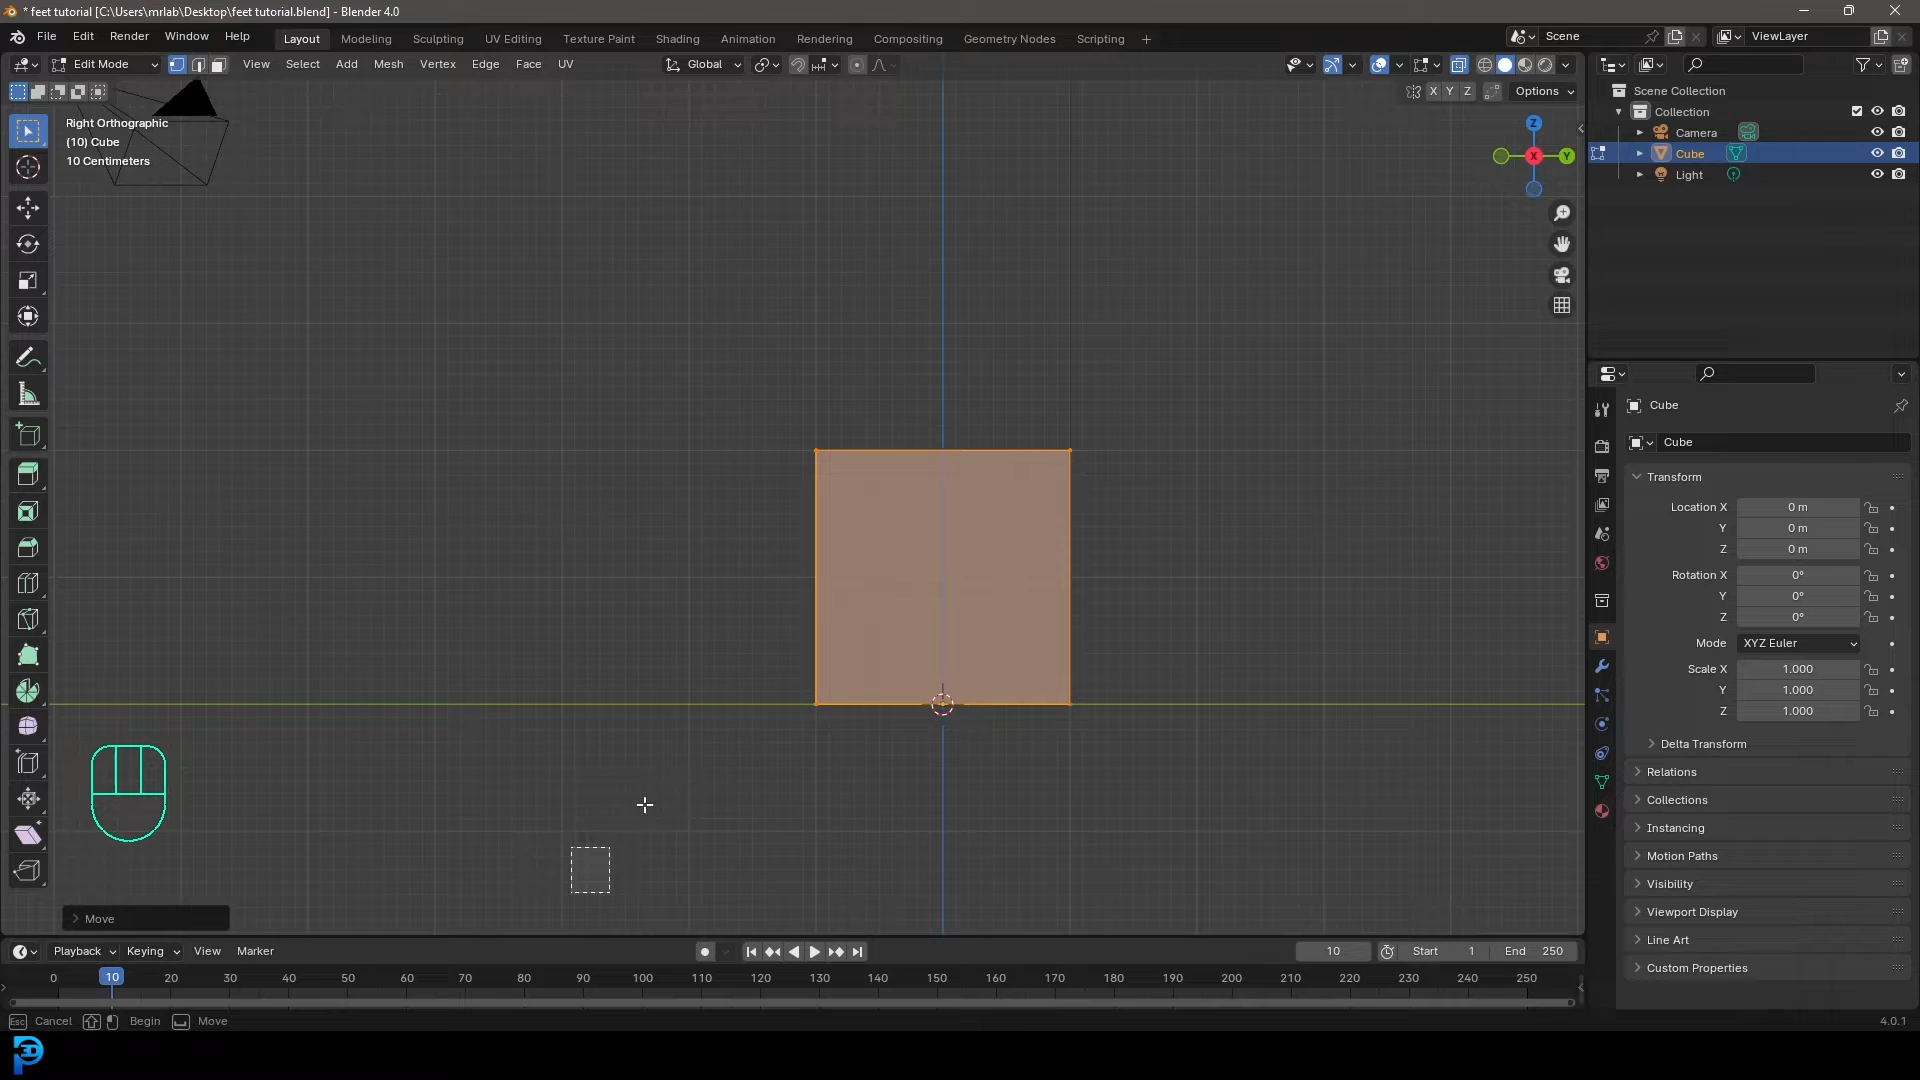 * feet tutorial [C:\Users\mrlab\Desktop\feet tutorial.blend] - Blender 4.0
File Edit Render Window Help Layout Modeling Sculpting UV Editing Texture Paint Shading Animation Rendering Compositing Geometry Nodes Scripting + Scene ViewLayer
Edit Mode View Select Add Mesh Vertex Edge Face UV Global
X Y Z Options
Right Orthographic
(10) Cube
10 Centimeters
Z
X
Y
Move
Scene Collection
Collection
Camera
Cube
Light
Cube
Cube
Transform
Location X 0 m
Y 0 m
Z 0 m
Rotation X 0°
Y 0°
Z 0°
Mode XYZ Euler
Scale X 1.000
Y 1.000
Z 1.000
Delta Transform
Relations
Collections
Instancing
Motion Paths
Visibility
Viewport Display
Line Art
Custom Properties
Playback Keying View Marker 10 Start 1 End 250
0 10 20 30 40 50 60 70 80 90 100 110 120 130 140 150 160 170 180 190 200 210 220 230 240 250
Esc Cancel Begin Move 4.0.1
3D